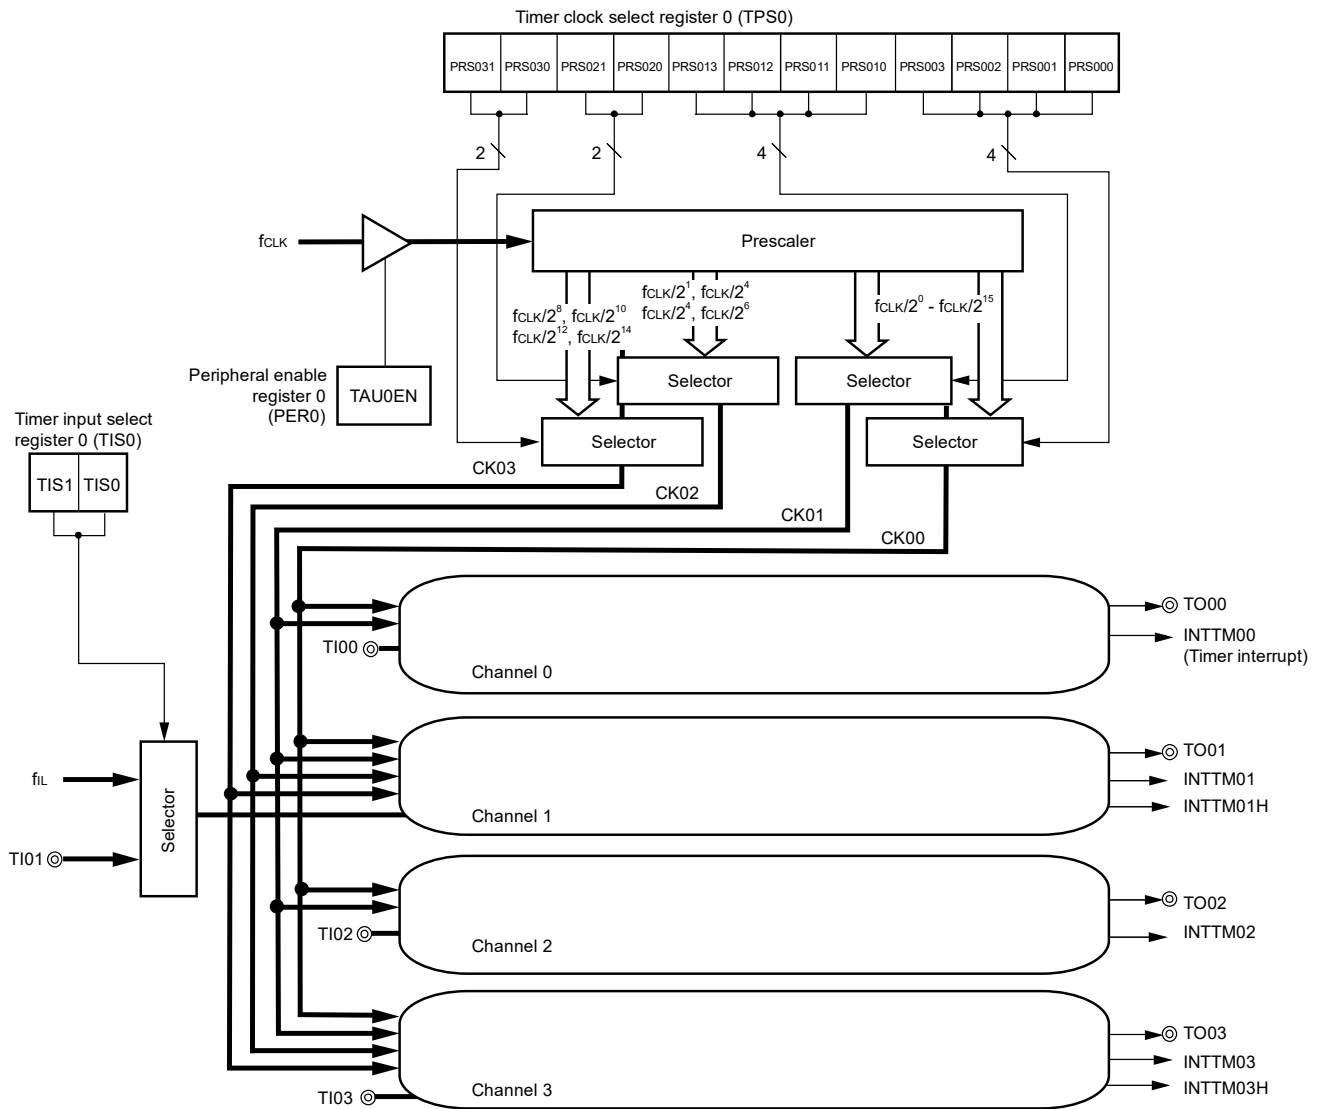 Timer clock select register 0 (TPS0)
PRS031 PRS030 PRS021 PRS020 PRS013 PRS012 PRS011 PRS010 PRS003 PRS002 PRS001 PRS000
2 2 4 4
fCLK
Prescaler
fCLK/2^1, fCLK/2^4
fCLK/2^4, fCLK/2^6
fCLK/2^8, fCLK/2^10
fCLK/2^12, fCLK/2^14
fCLK/2^0 - fCLK/2^15
Peripheral enable
register 0
(PER0)
TAU0EN
Selector
Selector
Selector
Selector
Timer input select
register 0 (TIS0)
TIS1 TIS0
CK03
CK02
CK01
CK00
TI00
Channel 0
TO00
INTTM00
(Timer interrupt)
fIL
TI01
Selector
Channel 1
TO01
INTTM01
INTTM01H
TI02
Channel 2
TO02
INTTM02
TI03
Channel 3
TO03
INTTM03
INTTM03H